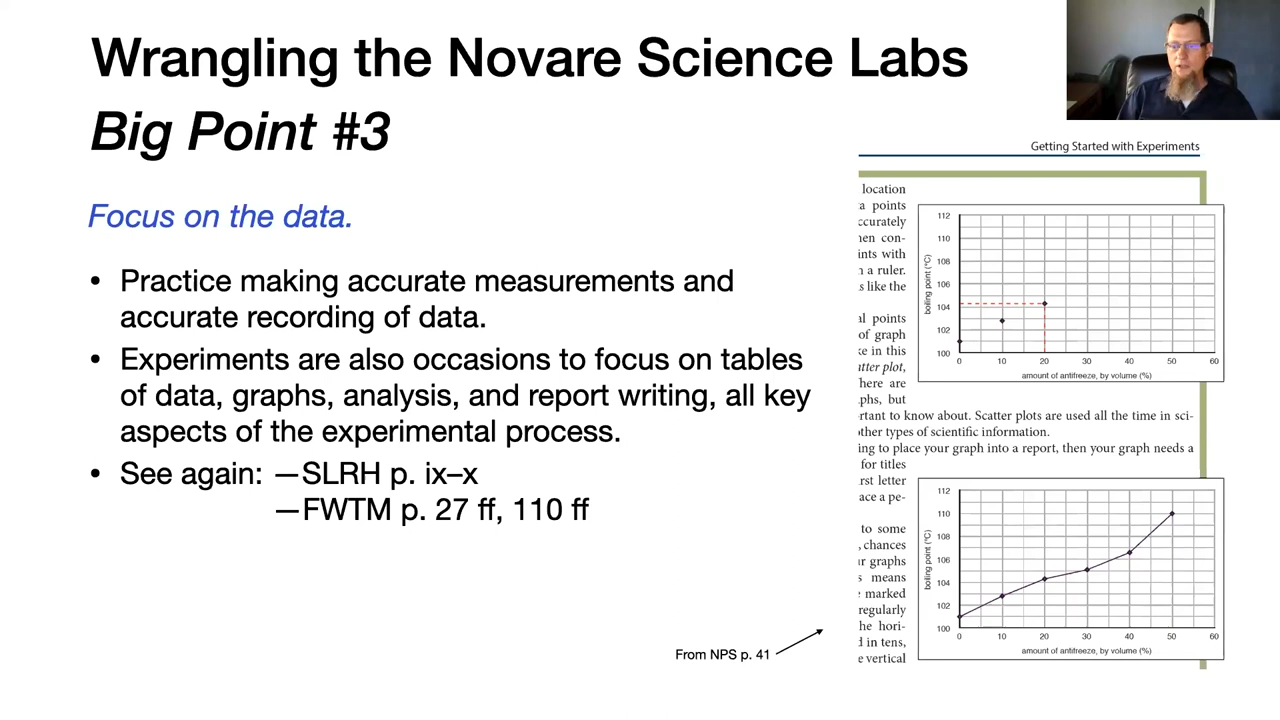 Wrangling the Novare Science Labs
Big Point #3
Focus on the data.
• Practice making accurate measurements and
accurate recording of data.
• Experiments are also occasions to focus on tables
of data, graphs, analysis, and report writing, all key
aspects of the experimental process.
• See again: —SLRH p. ix–x
—FWTM p. 27 ff, 110 ff
From NPS p. 41
Getting Started with Experiments
location
ta points
ccurately
hen con-
ints with
n a ruler.
s like the
112
110
108
106
104
102
100
boiling point (°C)
0 10 20 30 40 50 60
amount of antifreeze, by volume (%)
al points
of graph
ke in this
atter plot,
here are
phs, but
rtant to know about. Scatter plots are used all the time in sci-
other types of scientific information.
ing to place your graph into a report, then your graph needs a
for titles
irst letter
ace a pe-
to some
, chances
ur graphs
s means
e marked
regularly
he hori-
d in tens,
e vertical
112
110
108
106
104
102
100
boiling point (°C)
0 10 20 30 40 50 60
amount of antifreeze, by volume (%)